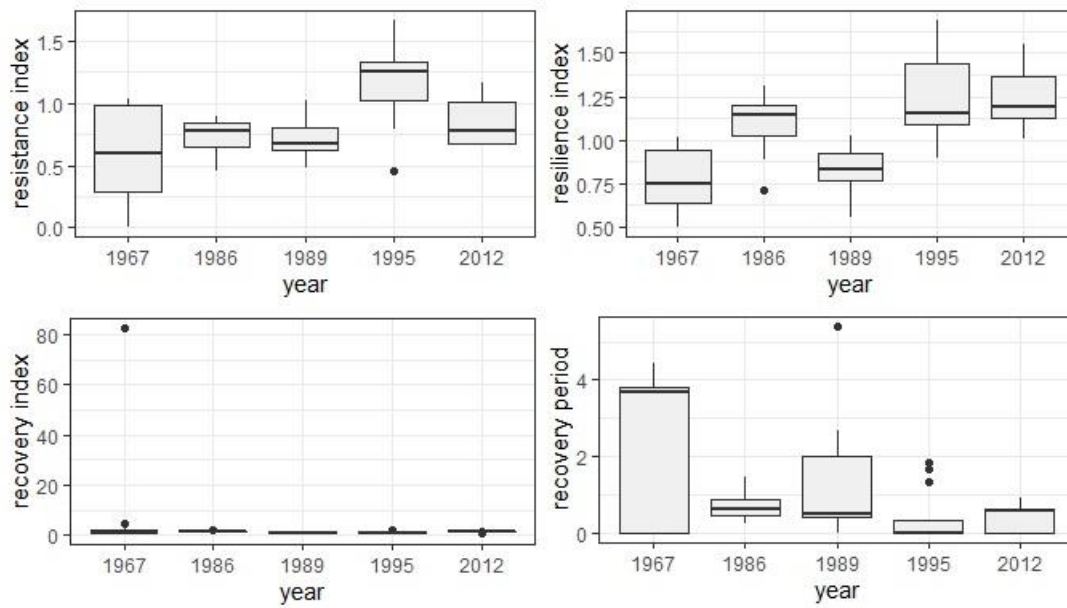 resistance index
1.5
1.0
0.5
0.0
1967 1986 1989 1995 2012
year
resilience index
1.50
1.25
1.00
0.75
0.50
1967 1986 1989 1995 2012
year
recovery index
80
60
40
20
0
1967 1986 1989 1995 2012
year
recovery period
4
2
0
1967 1986 1989 1995 2012
year